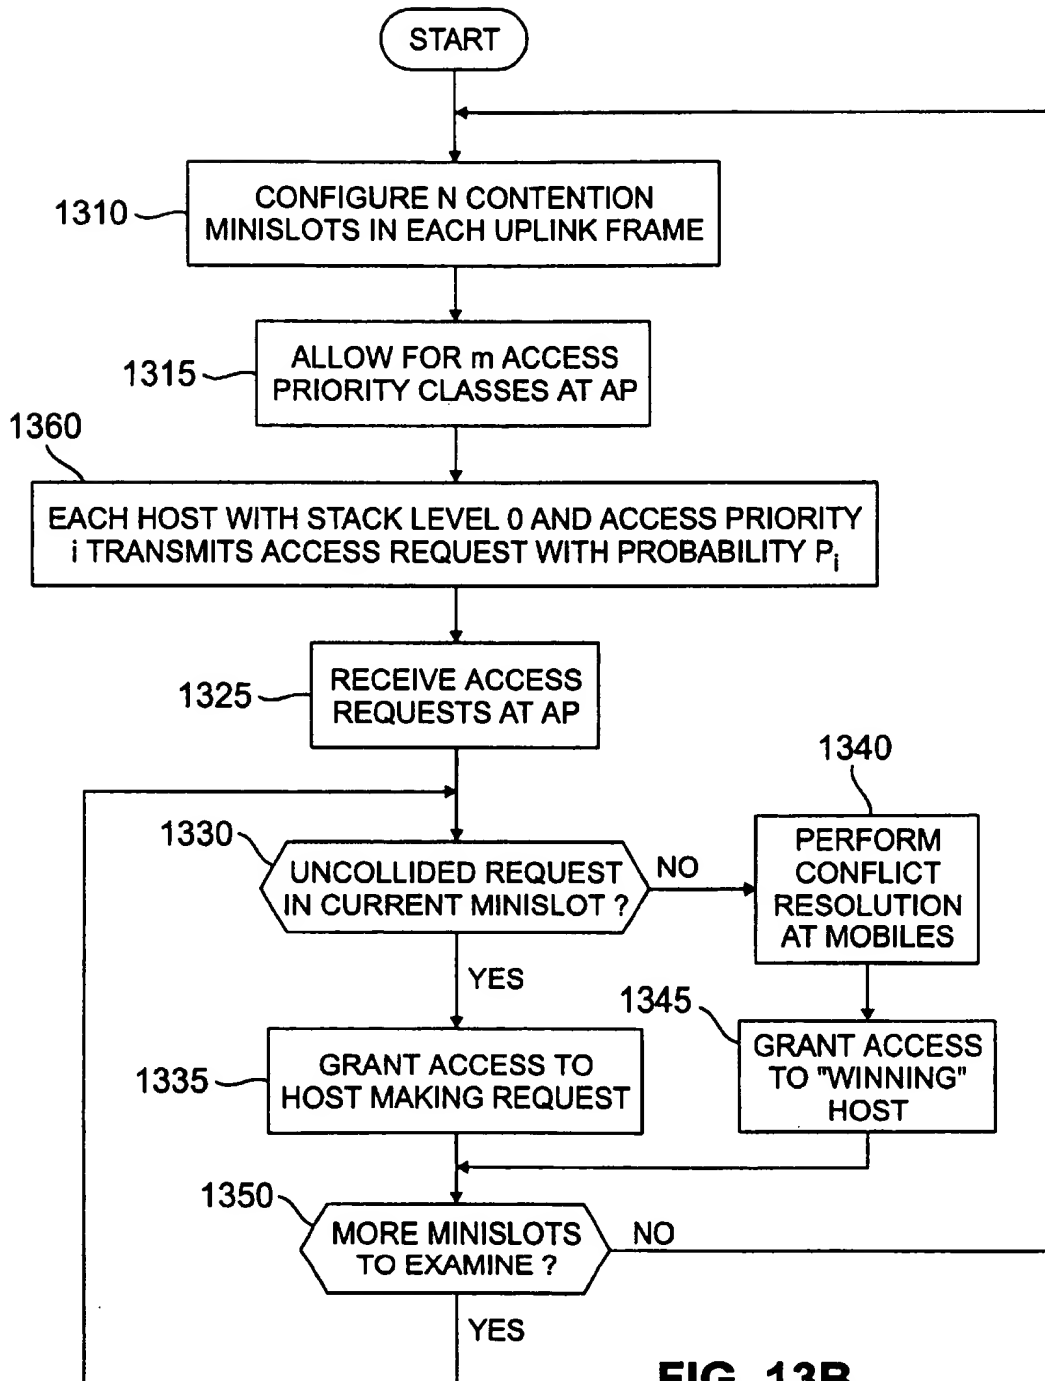 START
1310
CONFIGURE N CONTENTION
MINISLOTS IN EACH UPLINK FRAME
1315
ALLOW FOR m ACCESS
PRIORITY CLASSES AT AP
1360
EACH HOST WITH STACK LEVEL 0 AND ACCESS PRIORITY
i TRANSMITS ACCESS REQUEST WITH PROBABILITY Pi
1325
RECEIVE ACCESS
REQUESTS AT AP
1330
UNCOLLIDED REQUEST
IN CURRENT MINISLOT ?
NO
1340
PERFORM
CONFLICT
RESOLUTION
AT MOBILES
YES
1335
GRANT ACCESS TO
HOST MAKING REQUEST
1345
GRANT ACCESS
TO "WINNING"
HOST
1350
MORE MINISLOTS
TO EXAMINE ?
NO
YES
FIG. 13B